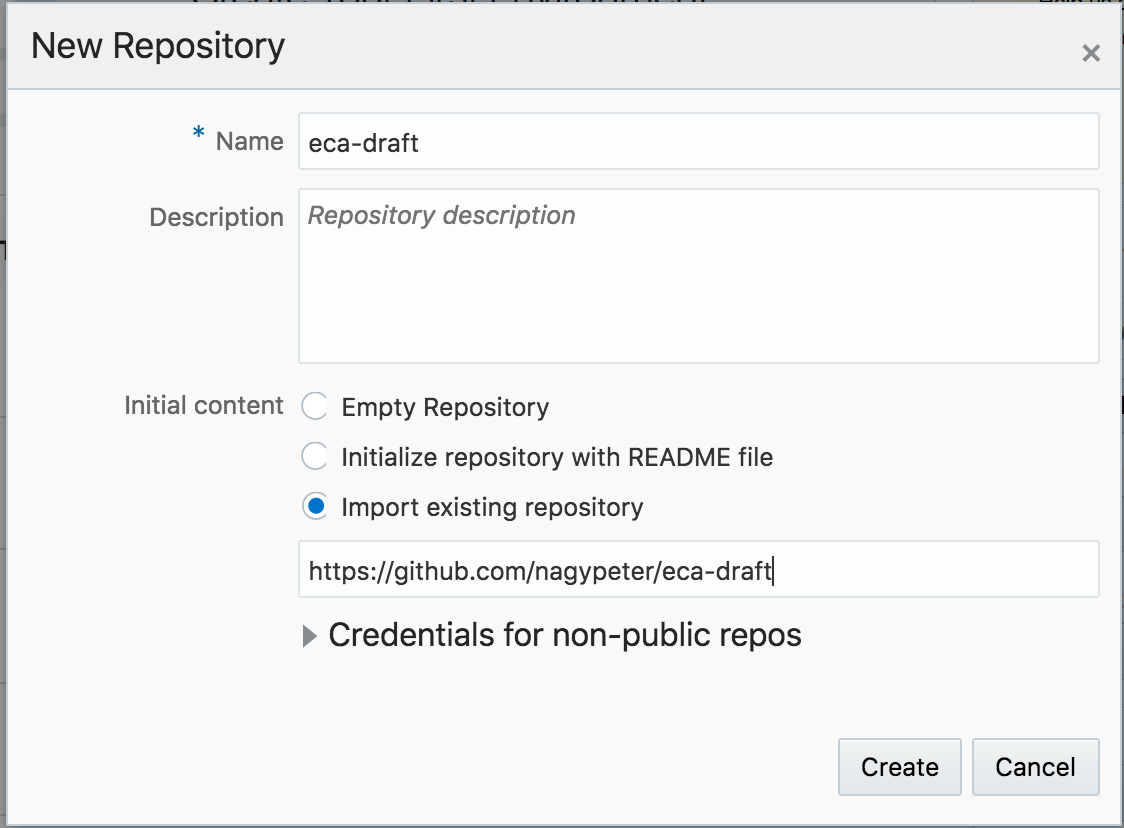 New Repository
×
* Name
eca-draft
Description
Repository description
Initial content
Empty Repository
Initialize repository with README file
Import existing repository
https://github.com/nagypeter/eca-draft
Credentials for non-public repos
Create
Cancel